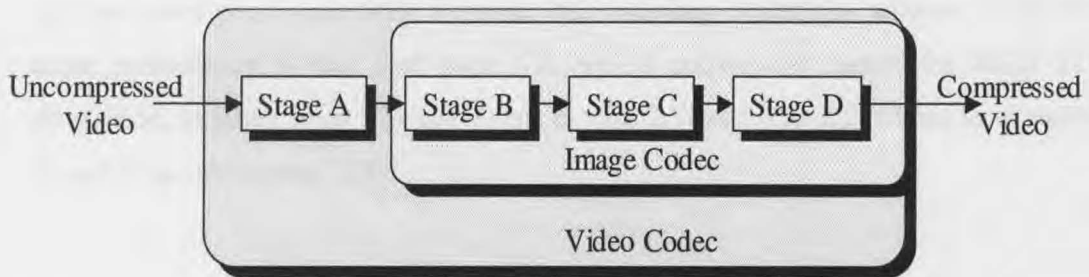 Uncompressed
Video
Stage A
Stage B
Stage C
Stage D
Compressed
Video
Image Codec
Video Codec